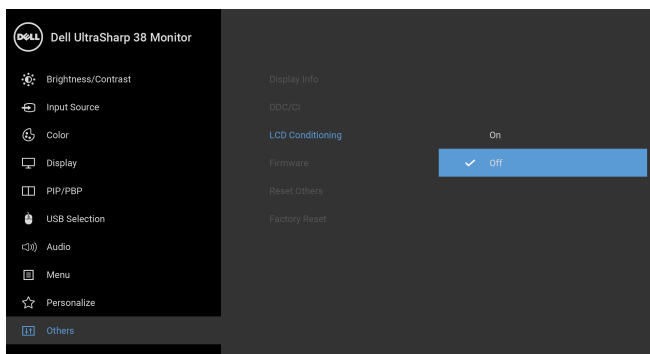 DELL Dell UltraSharp 38 Monitor
Brightness/Contrast
Input Source
Color
Display
PIP/PBP
USB Selection
Audio
Menu
Personalize
Others
Display Info
DDC/CI
LCD Conditioning
Firmware
Reset Others
Factory Reset
On
Off